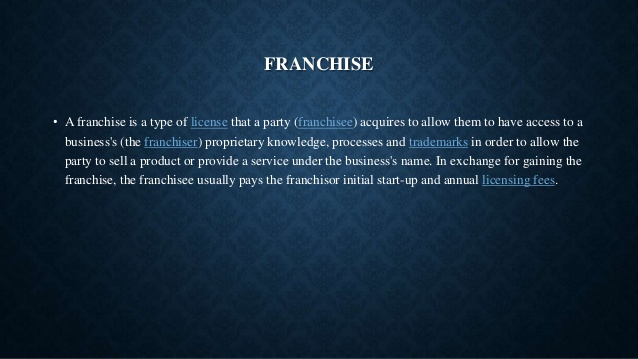 FRANCHISE
• A franchise is a type of license that a party (franchisee) acquires to allow them to have access to a
business's (the franchiser) proprietary knowledge, processes and trademarks in order to allow the
party to sell a product or provide a service under the business's name. In exchange for gaining the
franchise, the franchisee usually pays the franchisor initial start-up and annual licensing fees.